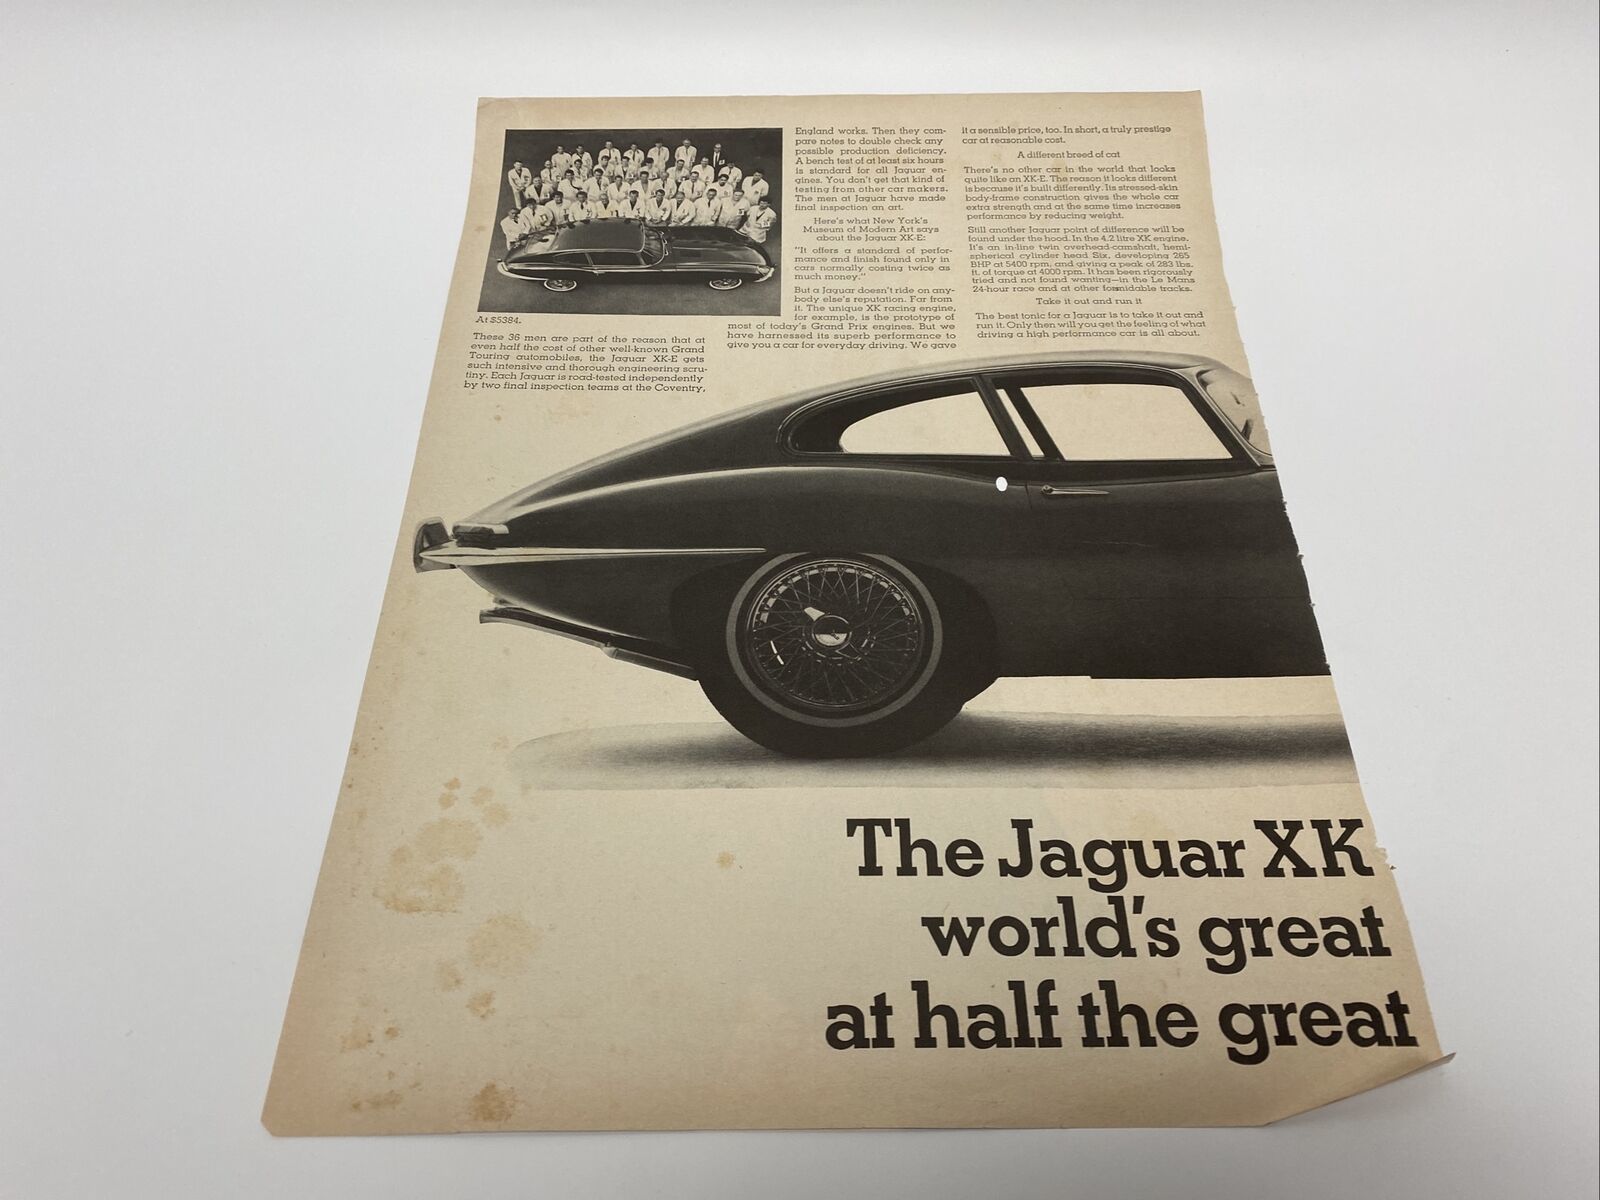 At $5384.
These 36 men are part of the reason that at
even half the cost of other well-known Grand
Touring automobiles, the Jaguar XK-E gets
such intensive and thorough engineering scru-
tiny. Each Jaguar is road-tested independently
by two final inspection teams at the Coventry,
England works. Then they com-
pare notes to double check any
possible production deficiency.
A bench test of at least six hours
is standard for all Jaguar en-
gines. You don't get that kind of
testing from other car makers.
The men at Jaguar have made
final inspection an art.
Here's what New York's
Museum of Modern Art says
about the Jaguar XK-E:
"It offers a standard of perfor-
mance and finish found only in
cars normally costing twice as
much money."
But a Jaguar doesn't ride on any-
body else's reputation. Far from
it. The unique XK racing engine,
for example, is the prototype of
most of today's Grand Prix engines. But we
have harnessed its superb performance to
give you a car for everyday driving. We gave
it a sensible price, too. In short, a truly prestige
car at reasonable cost.
A different breed of cat
There's no other car in the world that looks
quite like an XK-E. The reason it looks different
is because it's built differently. Its stressed-skin
body-frame construction gives the whole car
extra strength and at the same time increases
performance by reducing weight.
Still another Jaguar point of difference will be
found under the hood. In the 4.2 litre XK engine.
It's an in-line twin overhead-camshaft, hemi-
spherical cylinder head Six, developing 265
BHP at 5400 rpm, and giving a peak of 283 lbs.
ft. of torque at 4000 rpm. It has been rigorously
tried and not found wanting—in the Le Mans
24-hour race and at other formidable tracks.
Take it out and run it
The best tonic for a Jaguar is to take it out and
run it. Only then will you get the feeling of what
driving a high performance car is all about.
The Jaguar XK
world's great
at half the great